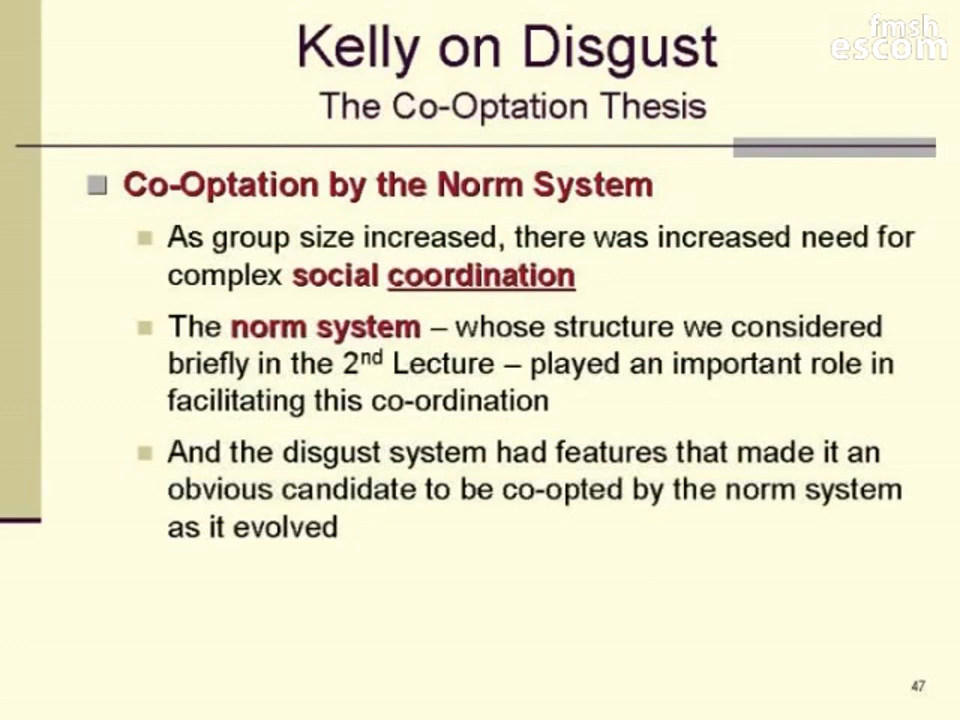 Kelly on Disgust
fmsh
escom
The Co-Optation Thesis
Co-Optation by the Norm System
As group size increased, there was increased need for
complex social coordination
The norm system – whose structure we considered
briefly in the 2nd Lecture – played an important role in
facilitating this co-ordination
And the disgust system had features that made it an
obvious candidate to be co-opted by the norm system
as it evolved
47